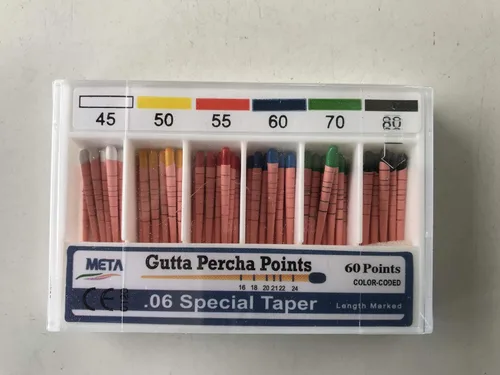 45 50 55 60 70 80
META Gutta Percha Points 60 Points
COLOR-CODED
16 18 20 21 22 24
CE .06 Special Taper Length Marked